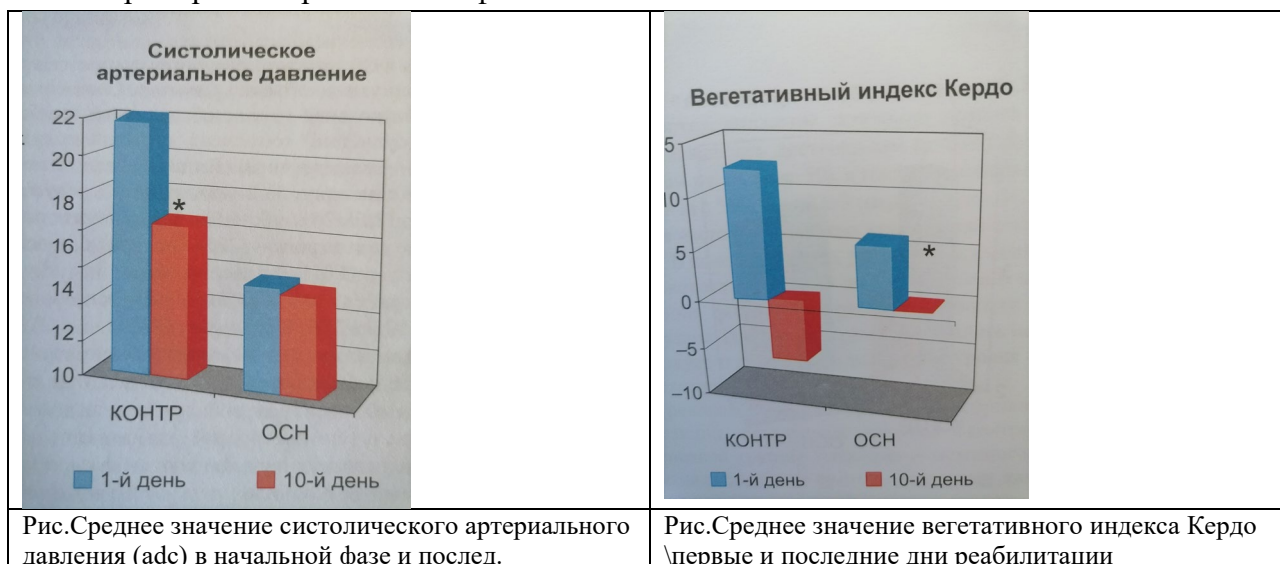 Систолическое
артериальное давление
22
20
18
16
14
12
10
*
КОНТР
ОСН
1-й день
10-й день
Рис.Среднее значение систолического артериального
давления (adc) в начальной фазе и послед.
Вегетативный индекс Кердо
5
10
5
0
–5
–10
*
КОНТР
ОСН
1-й день
10-й день
Рис.Среднее значение вегетативного индекса Кердо
\первые и последние дни реабилитации